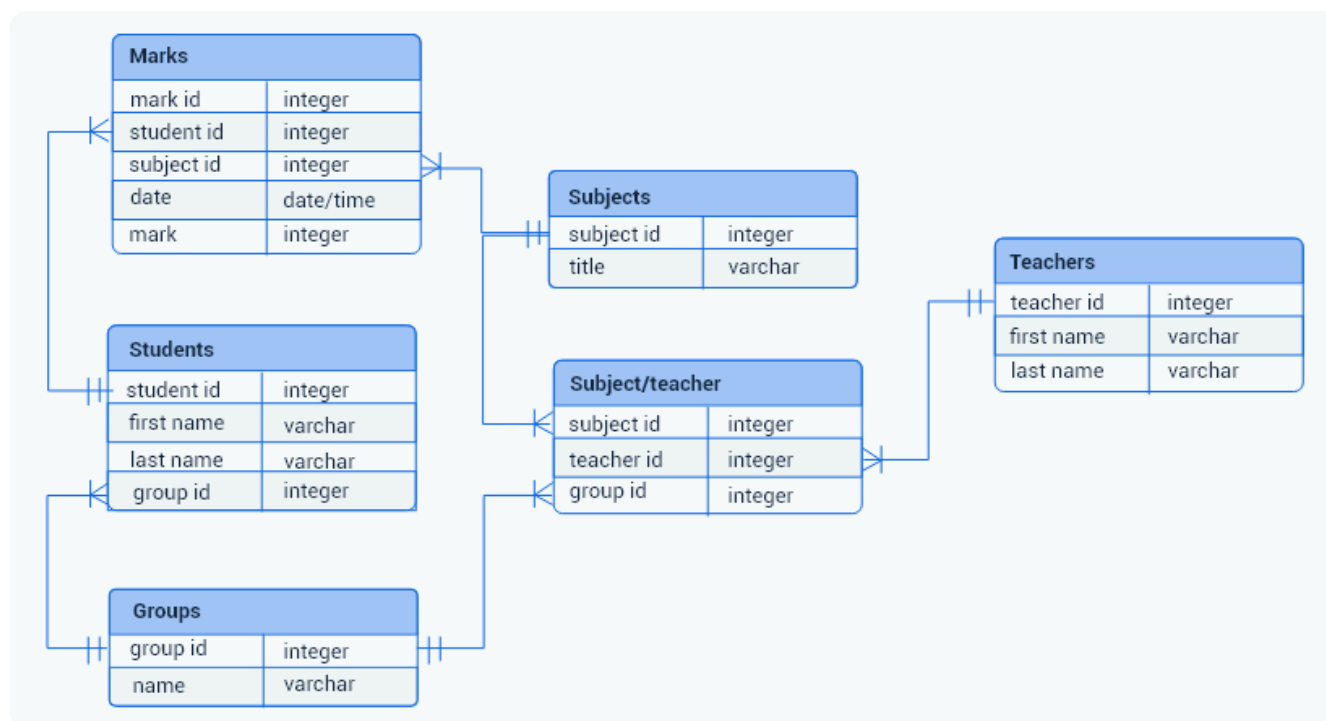 Marks
mark id integer
student id integer
subject id integer
date date/time
mark integer
Subjects
subject id integer
title varchar
Teachers
teacher id integer
first name varchar
last name varchar
Students
student id integer
first name varchar
last name varchar
group id integer
Subject/teacher
subject id integer
teacher id integer
group id integer
Groups
group id integer
name varchar